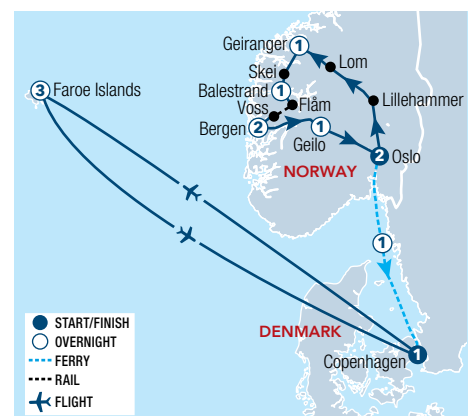 Geiranger
1
Skei
Lom
3
Faroe Islands
Balestrand
1
Voss
Flåm
Lillehammer
Bergen
2
1
Geilo
2
Oslo
NORWAY
1
DENMARK
Copenhagen
1
START/FINISH
OVERNIGHT
FERRY
RAIL
FLIGHT